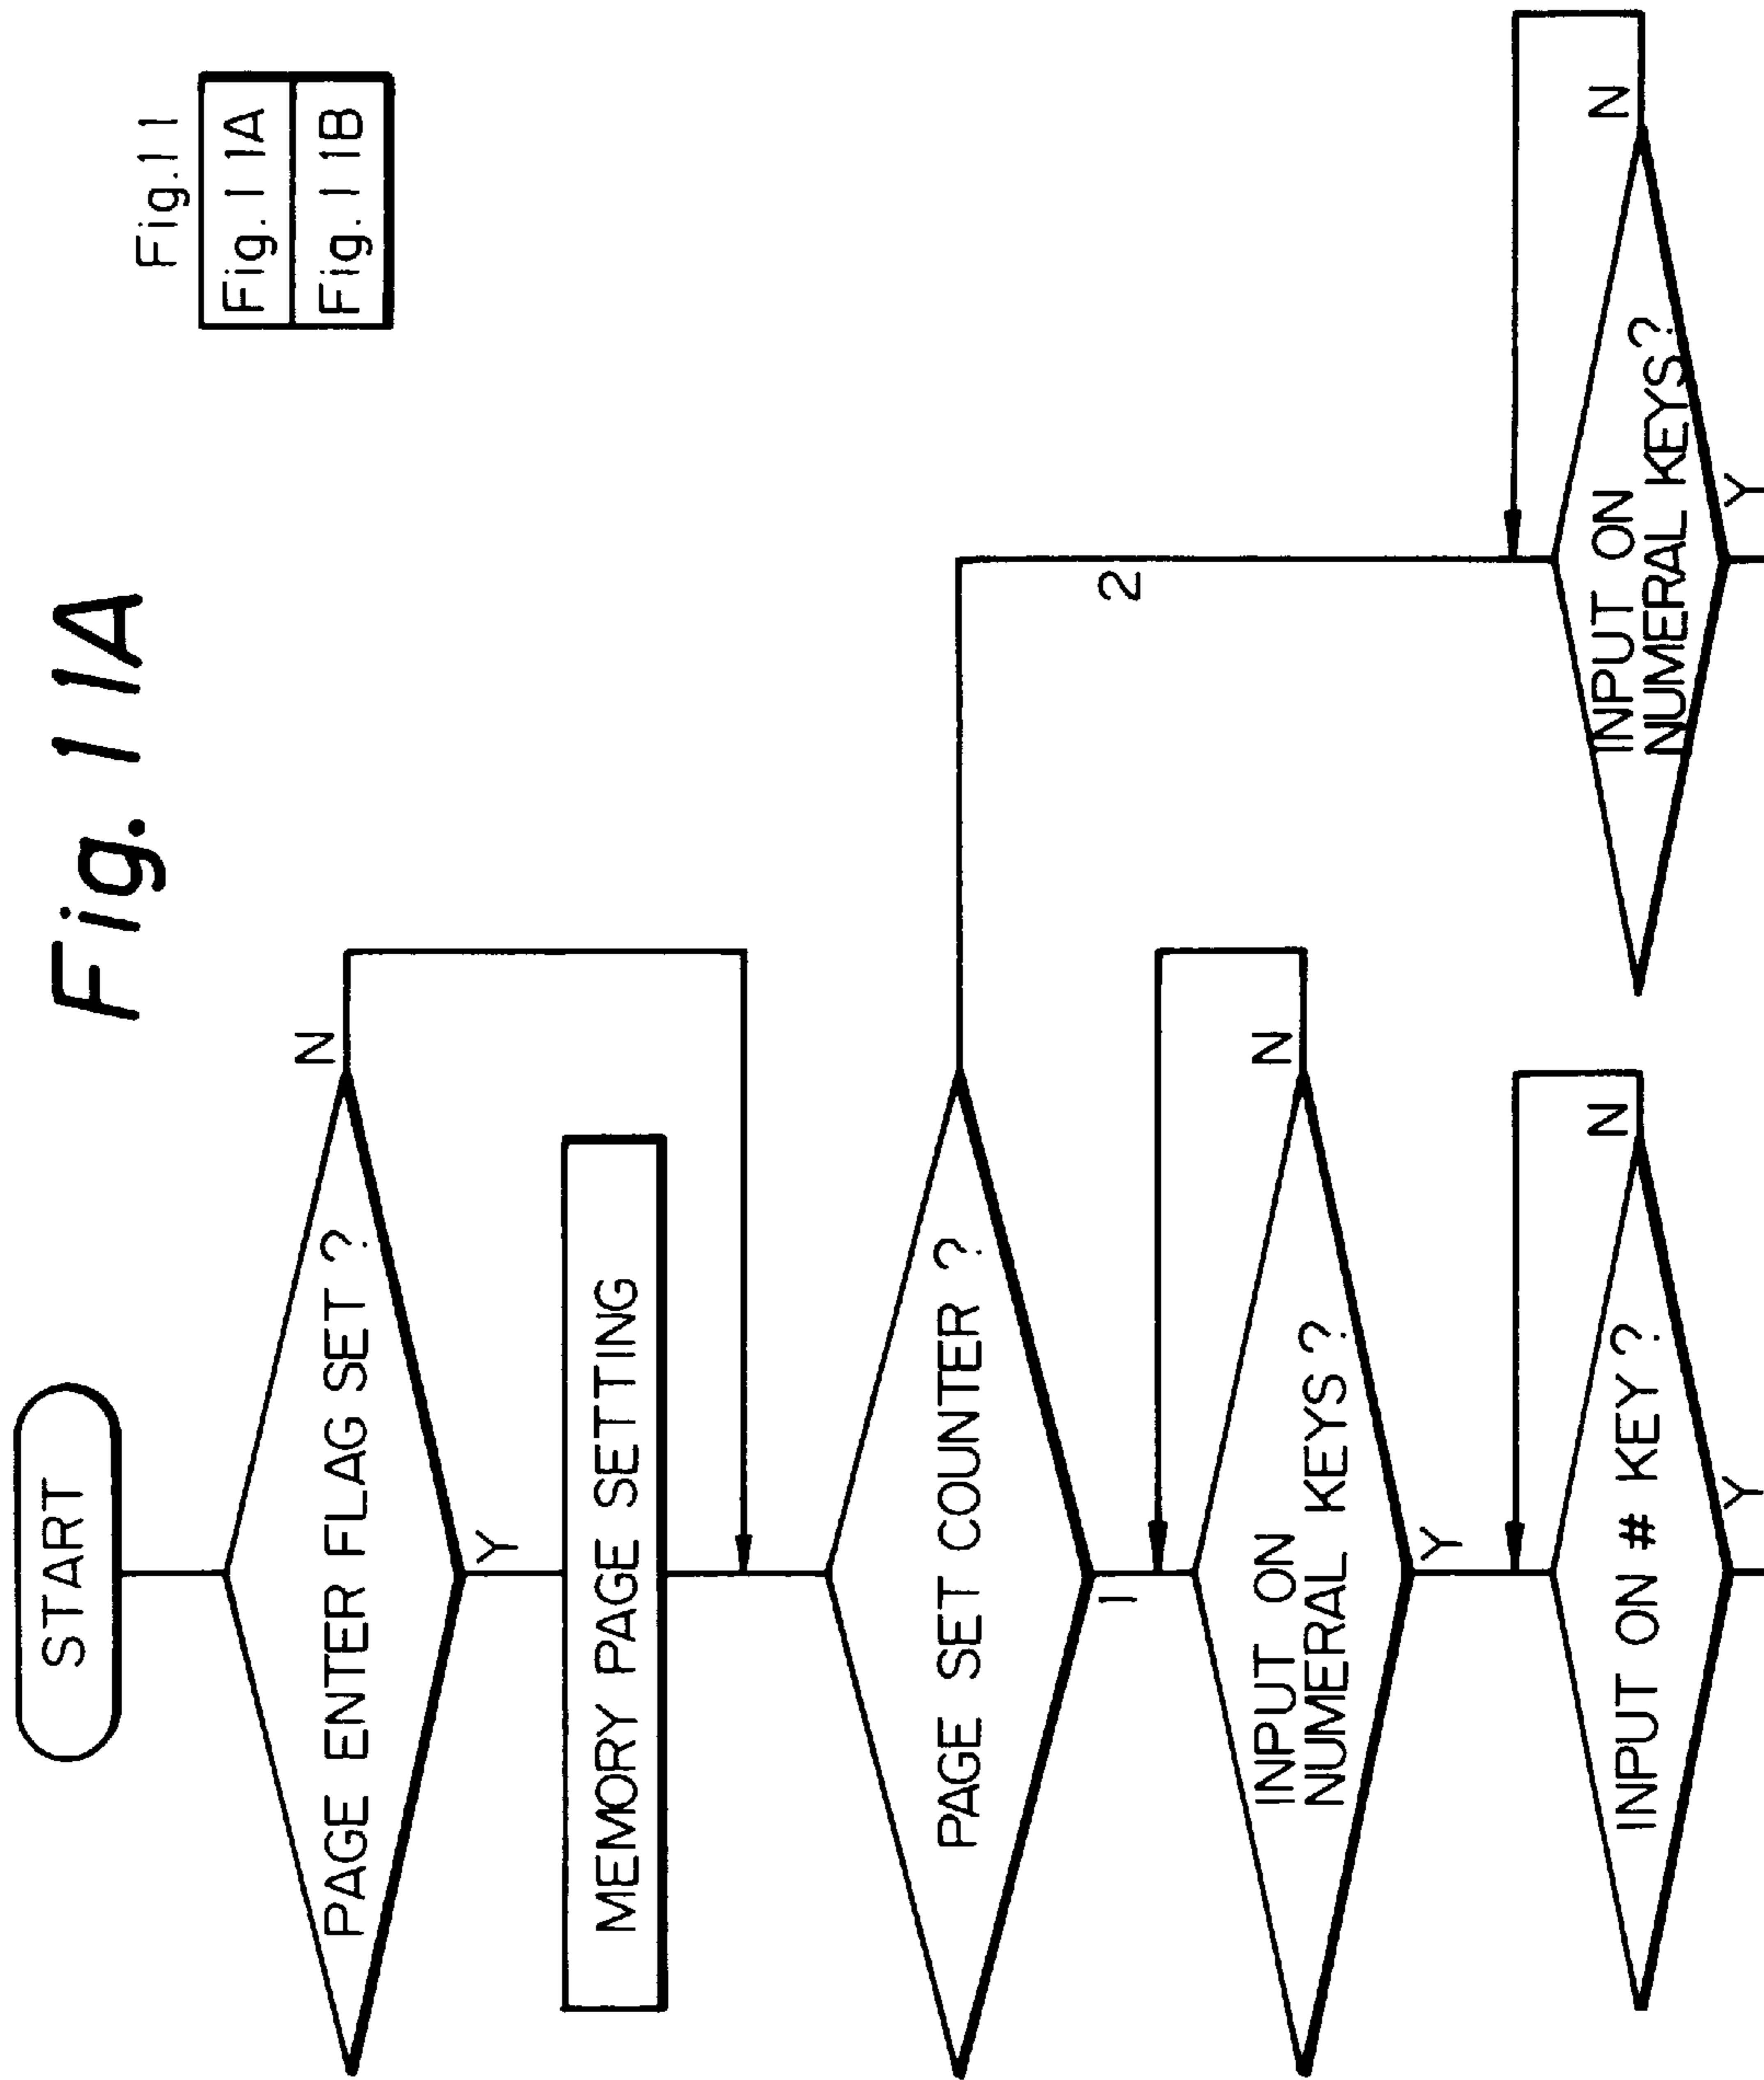 Fig. 11A
Fig. 11
Fig. 11A
Fig. 11B
START
PAGE ENTER FLAG SET ?
N
Y
MEMORY PAGE SETTING
PAGE SET COUNTER ?
1
2
INPUT ON
NUMERAL KEYS ?
N
Y
INPUT ON # KEY ?
N
Y
INPUT ON
NUMERAL KEYS ?
N
Y